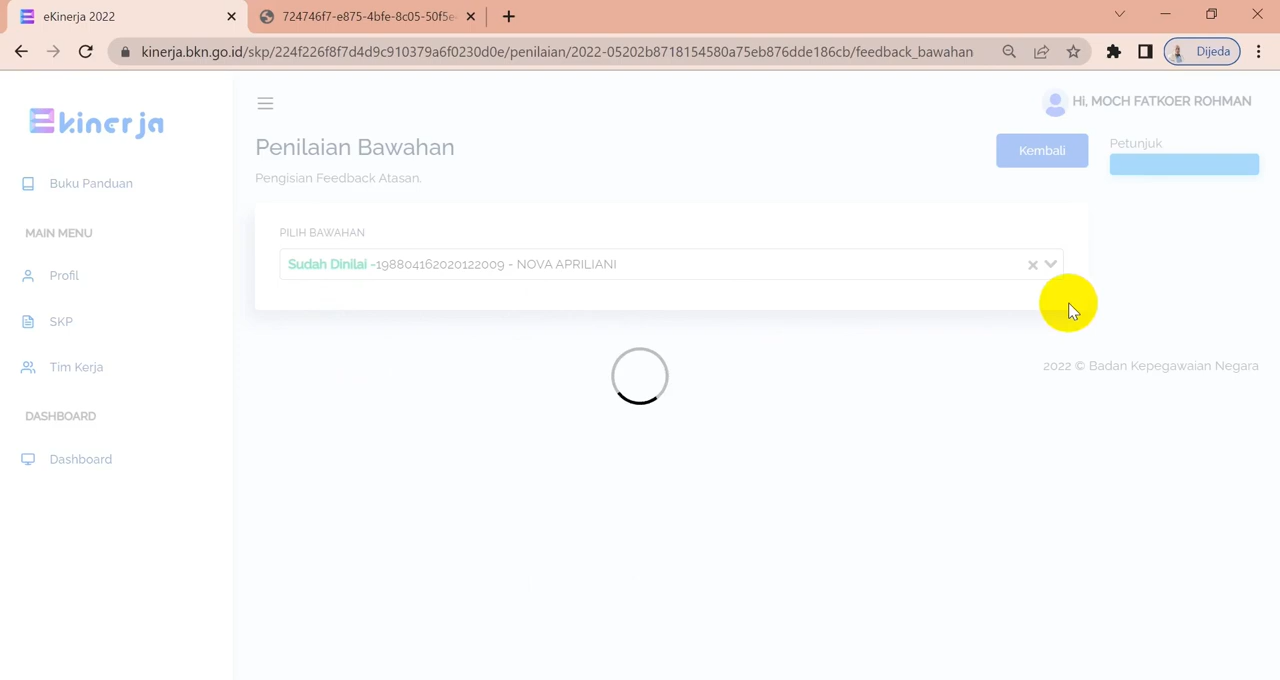 eKinerja 2022
724746f7-e875-4bfe-8c05-50f5e
kinerja.bkn.go.id/skp/224f226f8f7d4d9c910379a6f0230d0e/penilaian/2022-05202b8718154580a75eb876dde186cb/feedback_bawahan
Dijeda
Ekinerja
Hi, MOCH FATKOER ROHMAN
Penilaian Bawahan
Pengisian Feedback Atasan.
Kembali
Petunjuk
Buku Panduan
MAIN MENU
Profil
SKP
Tim Kerja
DASHBOARD
Dashboard
PILIH BAWAHAN
Sudah Dinilai -198804162020122009 - NOVA APRILIANI
2022 © Badan Kepegawaian Negara